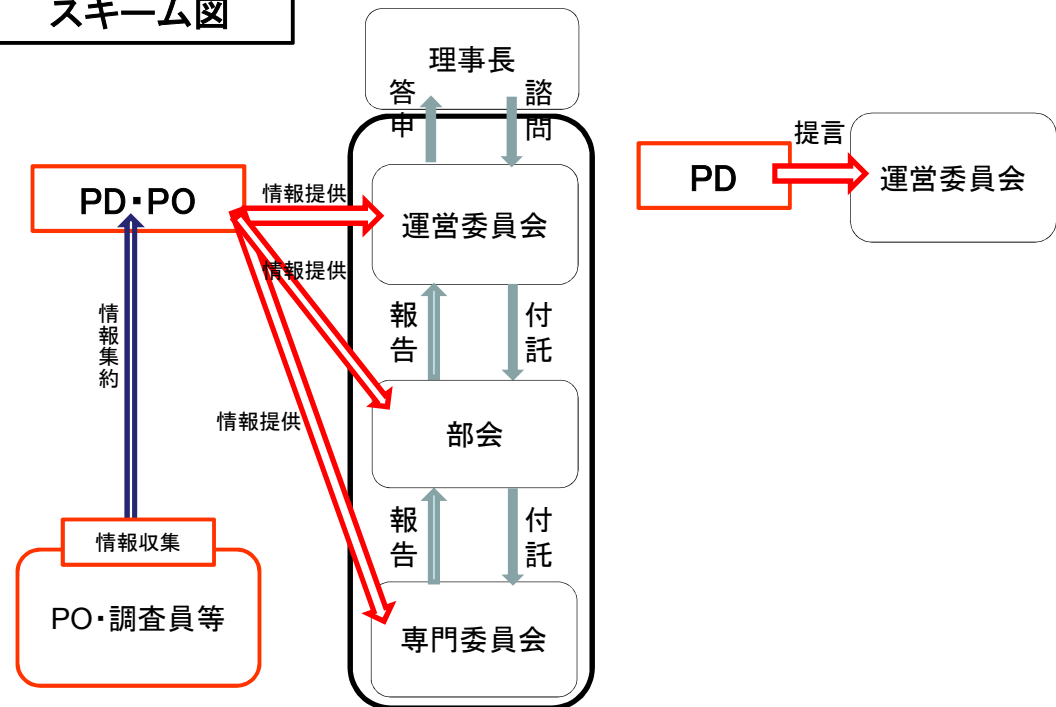 スキーム図
理事長
答申
諮問
PD・PO
情報提供
運営委員会
PD
提言
運営委員会
情報提供
報告
付託
情報集約
情報提供
部会
報告
付託
情報収集
PO・調査員等
専門委員会